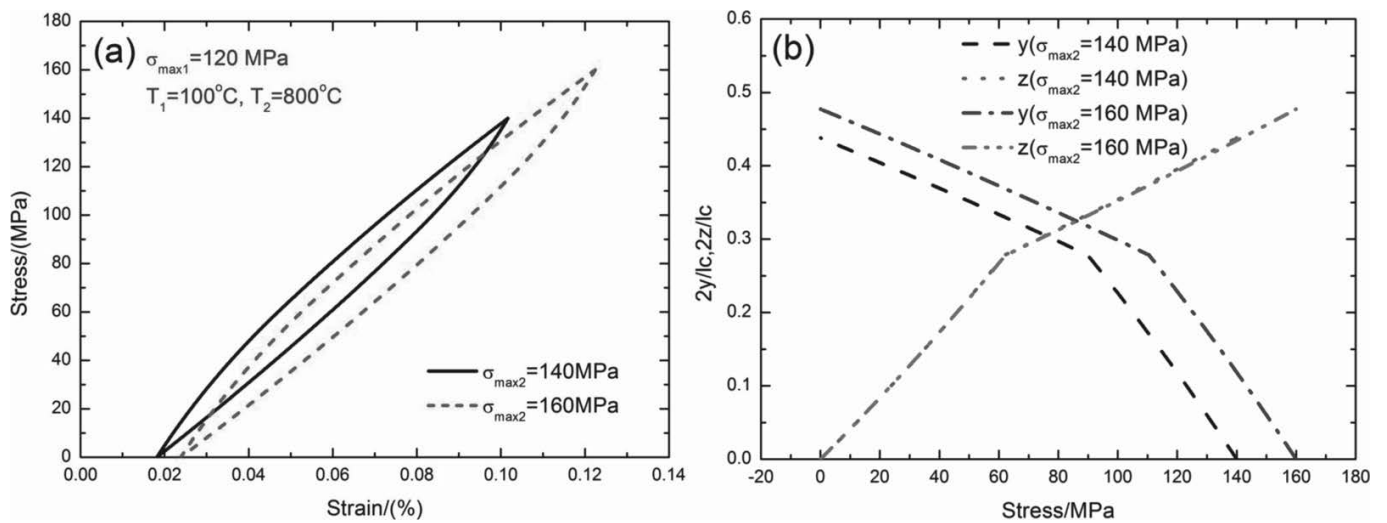 (a)
σmax1=120 MPa
T1=100°C, T2=800°C
180
160
140
120
100
80
60
40
20
0
Stress/(MPa)
σmax2=140MPa
σmax2=160MPa
0.00 0.02 0.04 0.06 0.08 0.10 0.12 0.14
Strain/(%)
(b)
y(σmax2=140 MPa)
z(σmax2=140 MPa)
y(σmax2=160 MPa)
z(σmax2=160 MPa)
0.6
0.5
0.4
0.3
0.2
0.1
0.0
2y/lc,2z/lc
-20 0 20 40 60 80 100 120 140 160 180
Stress/MPa